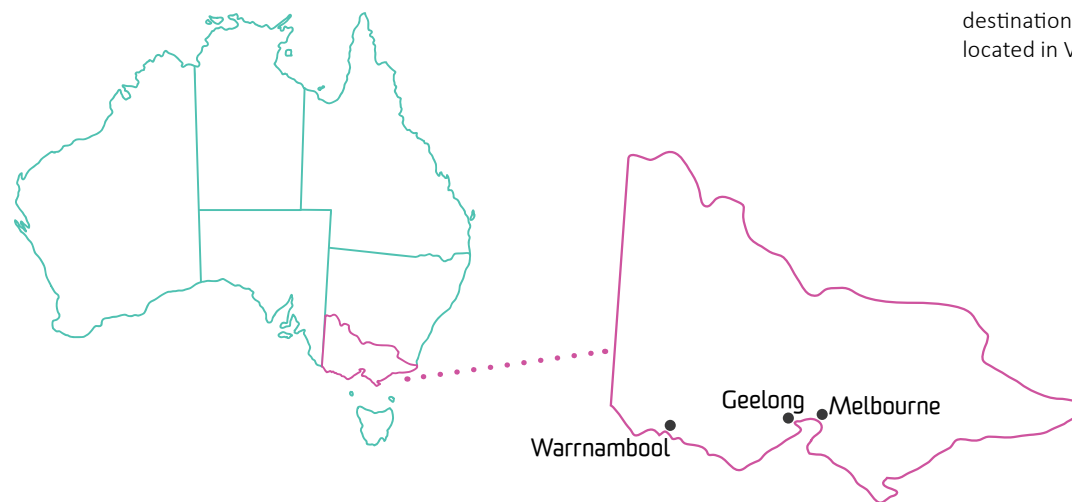 destination
located in V
Geelong
Melbourne
Warrnambool